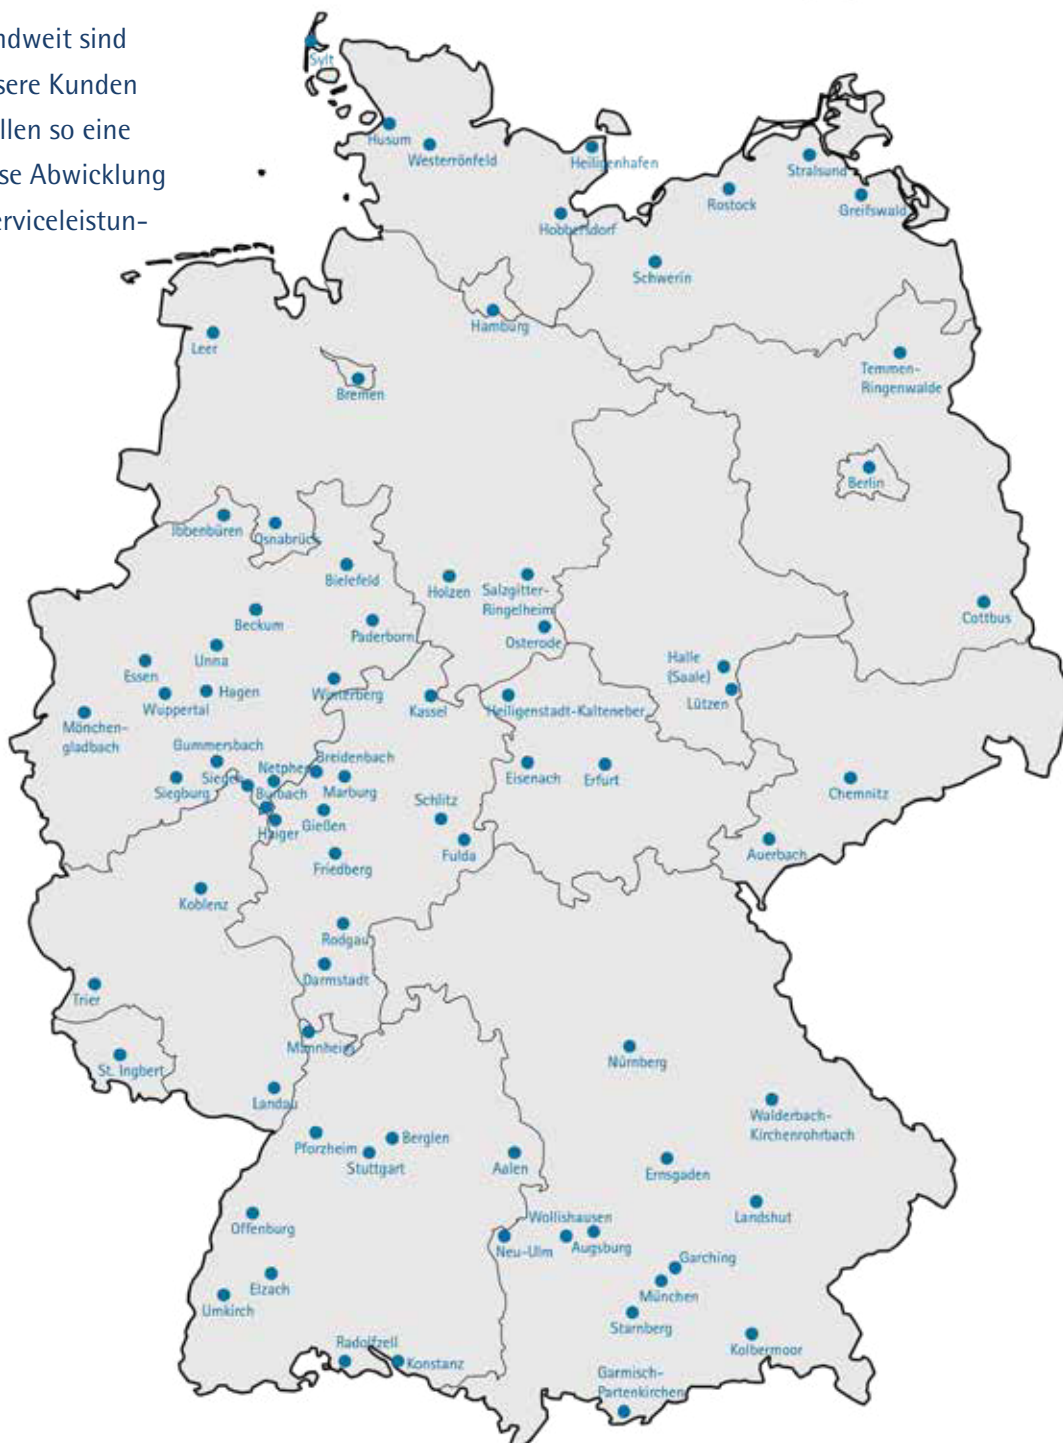 ndweit sind
sere Kunden
llen so eine
se Abwicklung
erviceleistun-
Sylt
Husum
Westerrönfeld
Heiligenhafen
Stralsund
Rostock
Greifswald
Hobbersdorf
Schwerin
Hamburg
Leer
Temmen-
Ringenwalde
Bremen
Berlin
Ibbenbüren
Osnabrück
Bielefeld
Holzen
Salzgitter-
Ringelheim
Cottbus
Beckum
Paderborn
Osterode
Unna
Halle
(Saale)
Essen
Hagen
Winterberg
Wuppertal
Kassel
Heiligenstadt-Kalteneber
Lützen
Mönchen-
gladbach
Gummersbach
Breidenbach
Netphen
Siegen
Eisenach
Erfurt
Siegburg
Burbach
Marburg
Chemnitz
Schlitz
Haiger
Gießen
Fulda
Auerbach
Friedberg
Koblenz
Rodgau
Darmstadt
Trier
Mannheim
Nürnberg
St. Ingbert
Landau
Walderbach-
Kirchenrohrbach
Pforzheim
Berglen
Stuttgart
Aalen
Ernsgaden
Wollishausen
Landshut
Offenburg
Neu-Ulm
Augsburg
Garching
Elzach
München
Umkirch
Starnberg
Radolfzell
Kolbermoor
Konstanz
Garmisch-
Partenkirchen